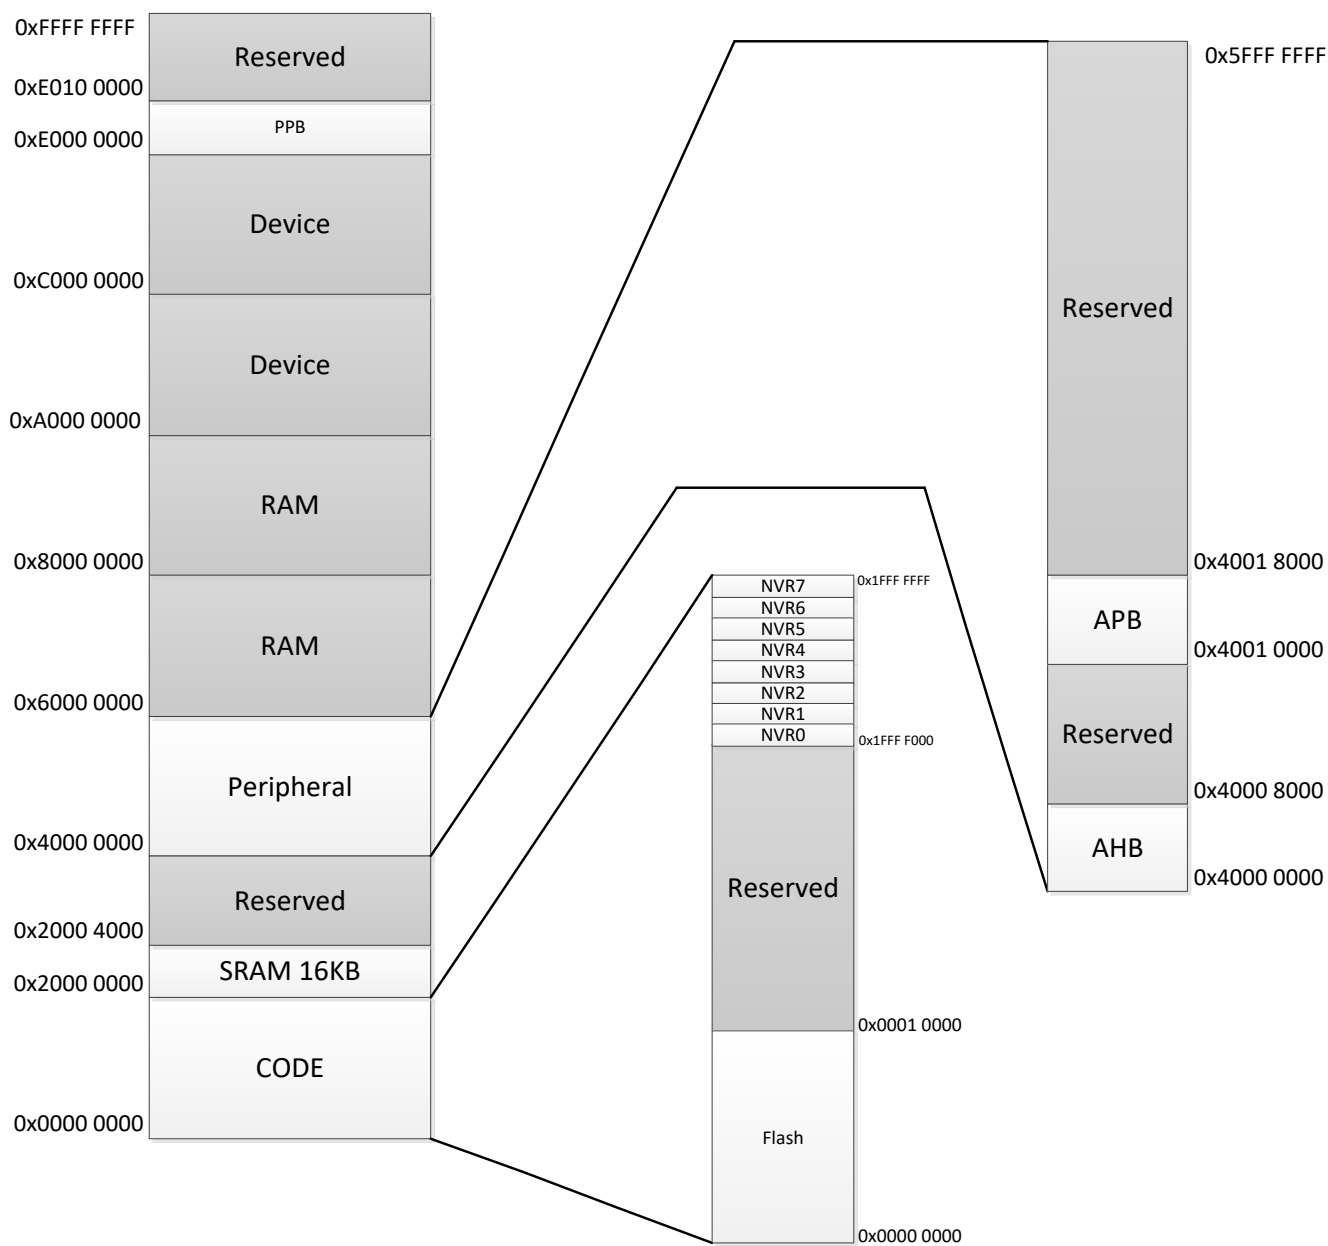 0xFFFF FFFF
Reserved
0xE010 0000
PPB
0xE000 0000
Device
0xC000 0000
Device
0xA000 0000
RAM
0x8000 0000
RAM
0x6000 0000
Peripheral
0x4000 0000
Reserved
0x2000 4000
SRAM 16KB
0x2000 0000
CODE
0x0000 0000
NVR7
0x1FFF FFFF
NVR6
NVR5
NVR4
NVR3
NVR2
NVR1
NVR0
0x1FFF F000
Reserved
0x0001 0000
Flash
0x0000 0000
0x5FFF FFFF
Reserved
0x4001 8000
APB
0x4001 0000
Reserved
0x4000 8000
AHB
0x4000 0000